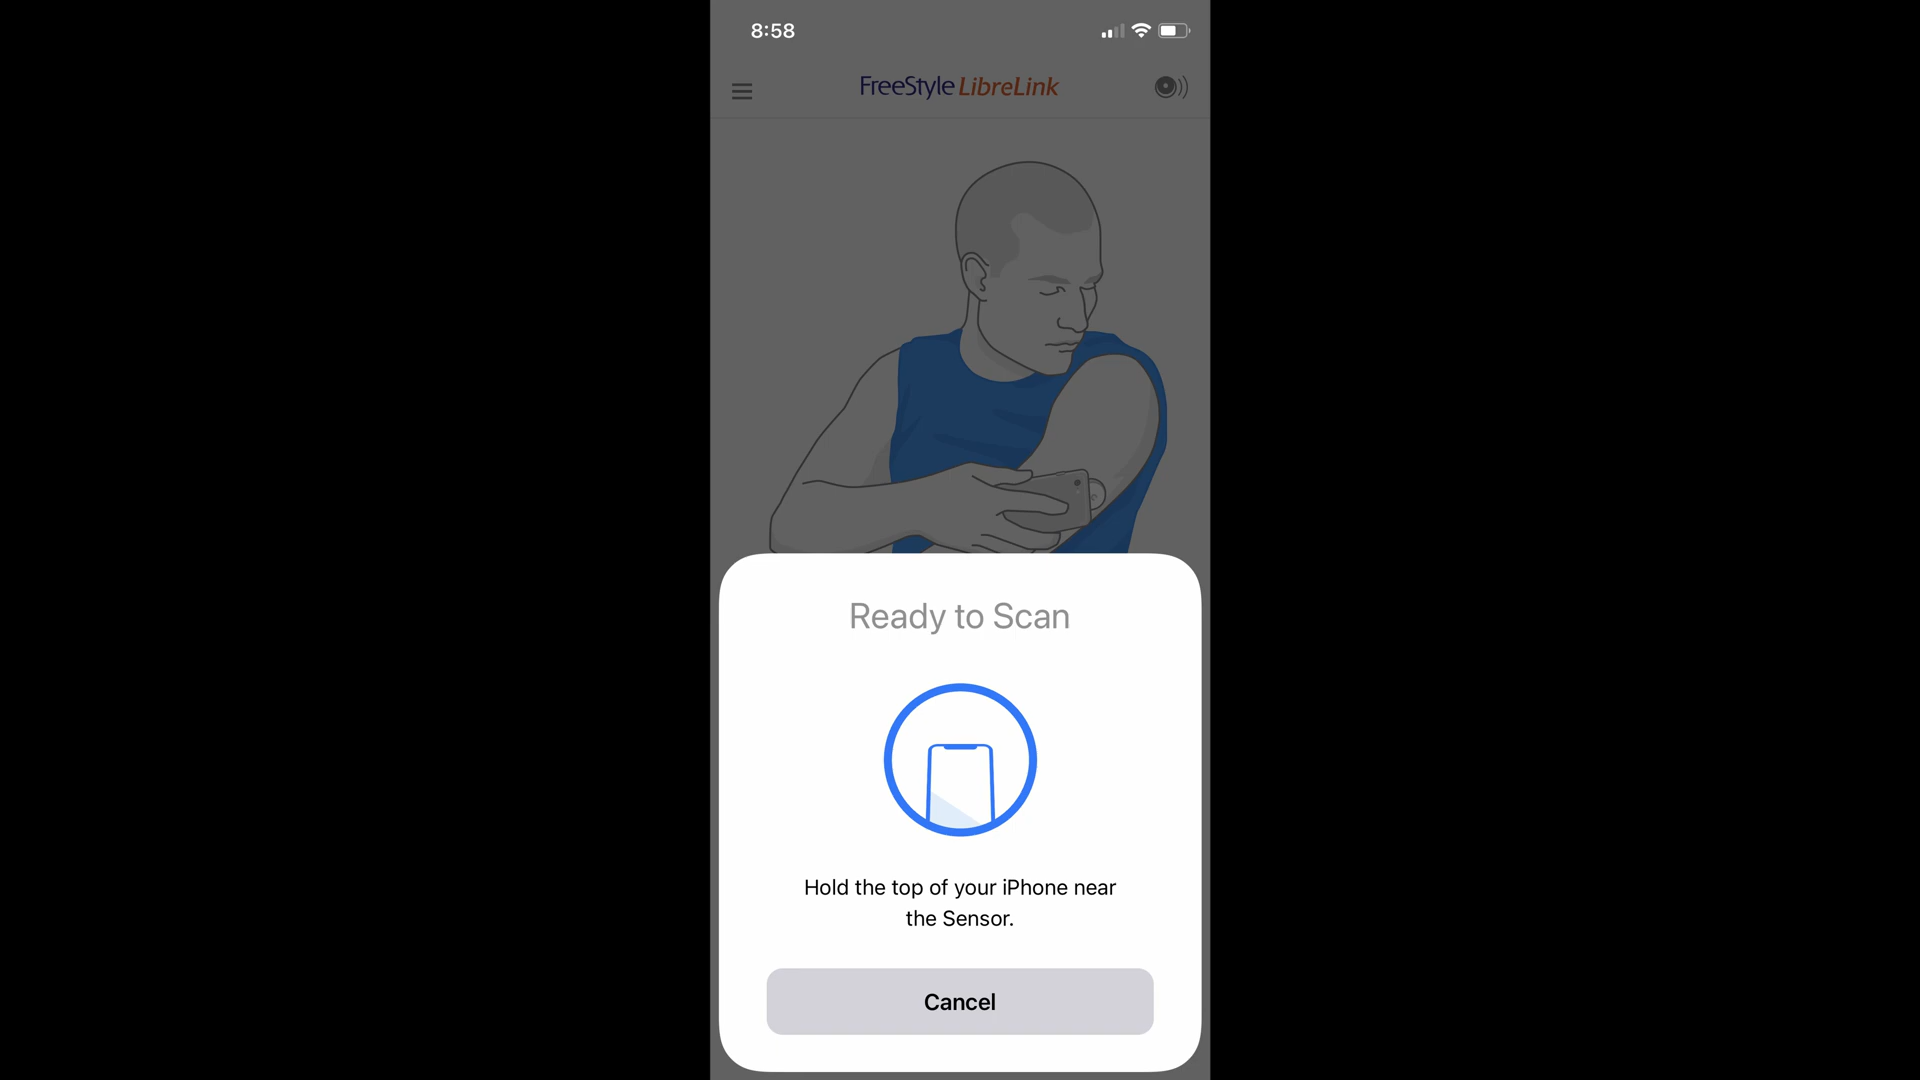 8:58
FreeStyle LibreLink
Ready to Scan
Hold the top of your iPhone near
the Sensor.
Cancel